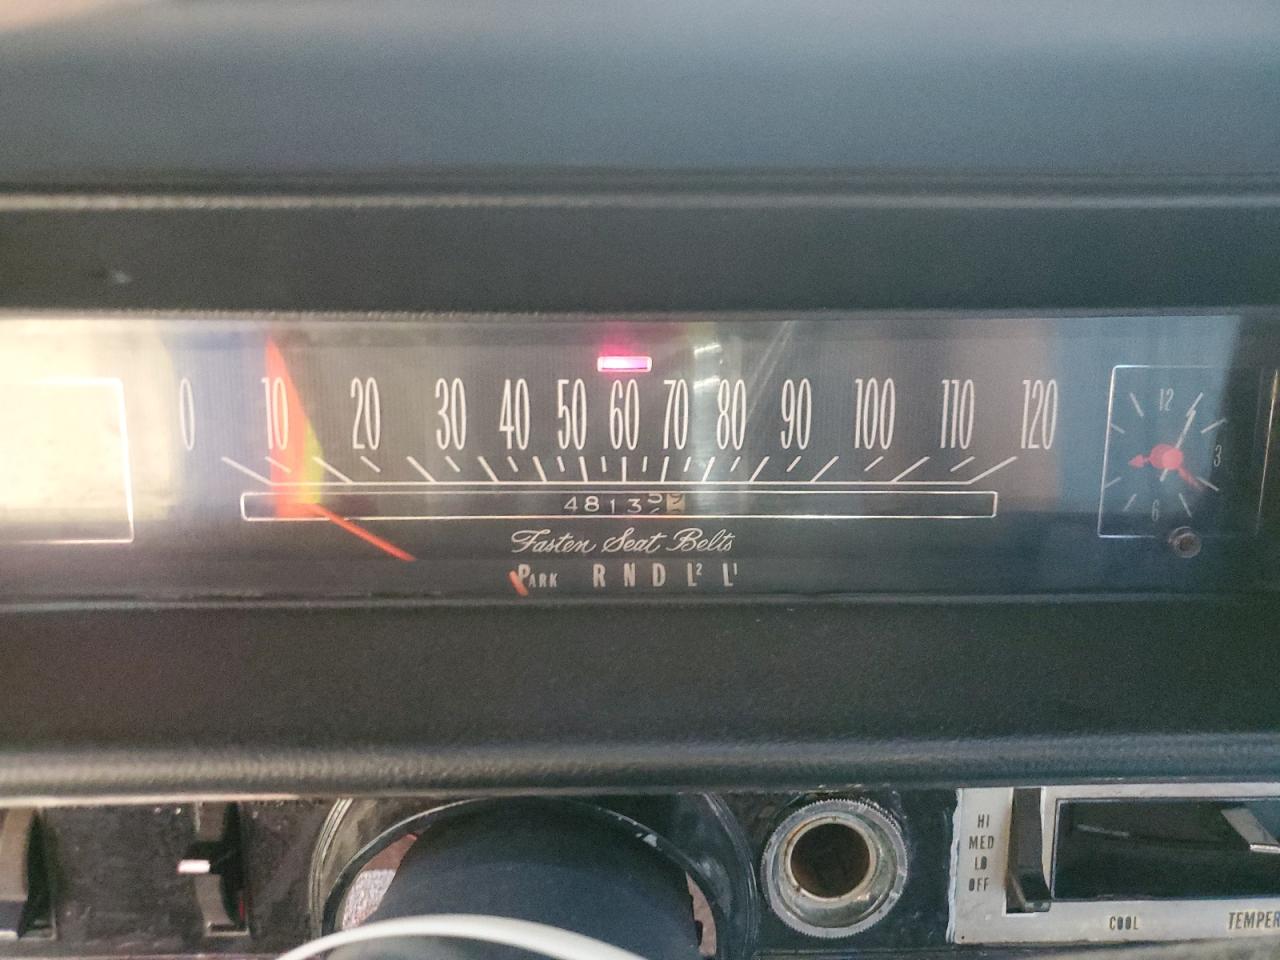 0 10 20 30 40 50 60 70 80 90 100 110 120
4813
Fasten Seat Belts
PARK R N D L2 L1
12
3
6
HI
MED
LO
OFF
COOL TEMPER